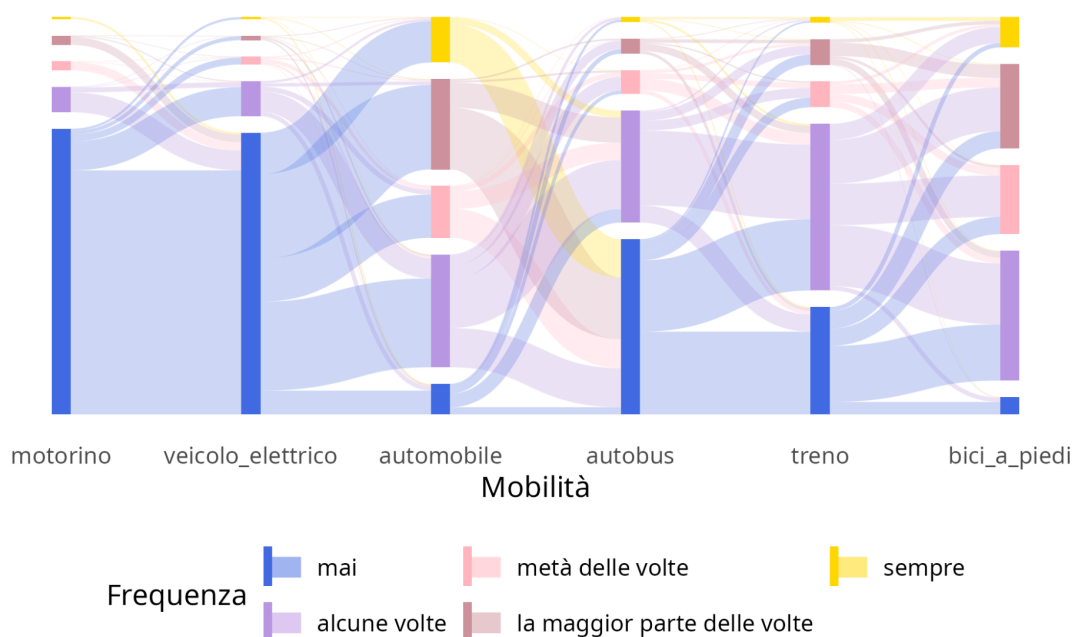 motorino veicolo_elettrico automobile autobus treno bici_a_piedi
Mobilità
Frequenza
mai metà delle volte sempre
alcune volte la maggior parte delle volte